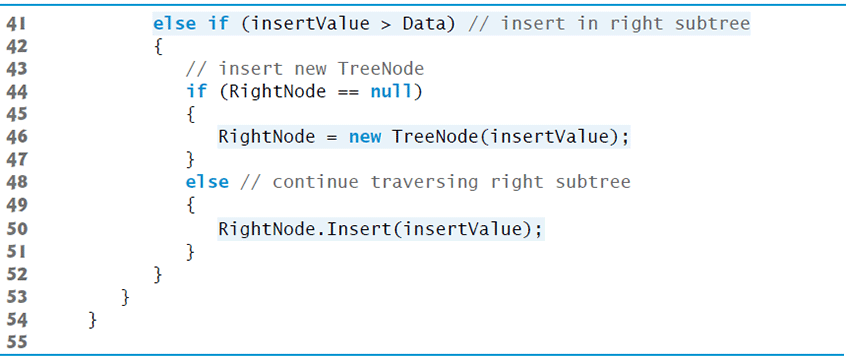 41 else if (insertValue > Data) // insert in right subtree
42 {
43 // insert new TreeNode
44 if (RightNode == null)
45 {
46 RightNode = new TreeNode(insertValue);
47 }
48 else // continue traversing right subtree
49 {
50 RightNode.Insert(insertValue);
51 }
52 }
53 }
54 }
55